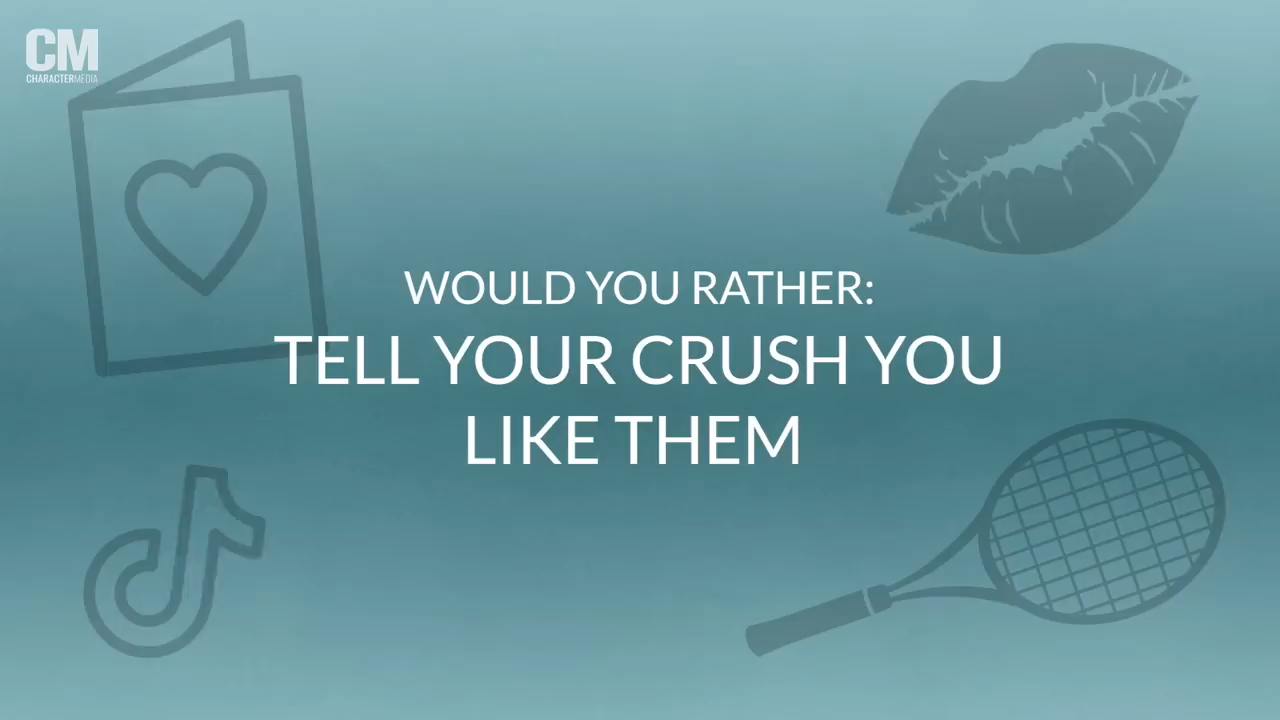 CM
CHARACTERMEDIA
WOULD YOU RATHER:
TELL YOUR CRUSH YOU
LIKE THEM